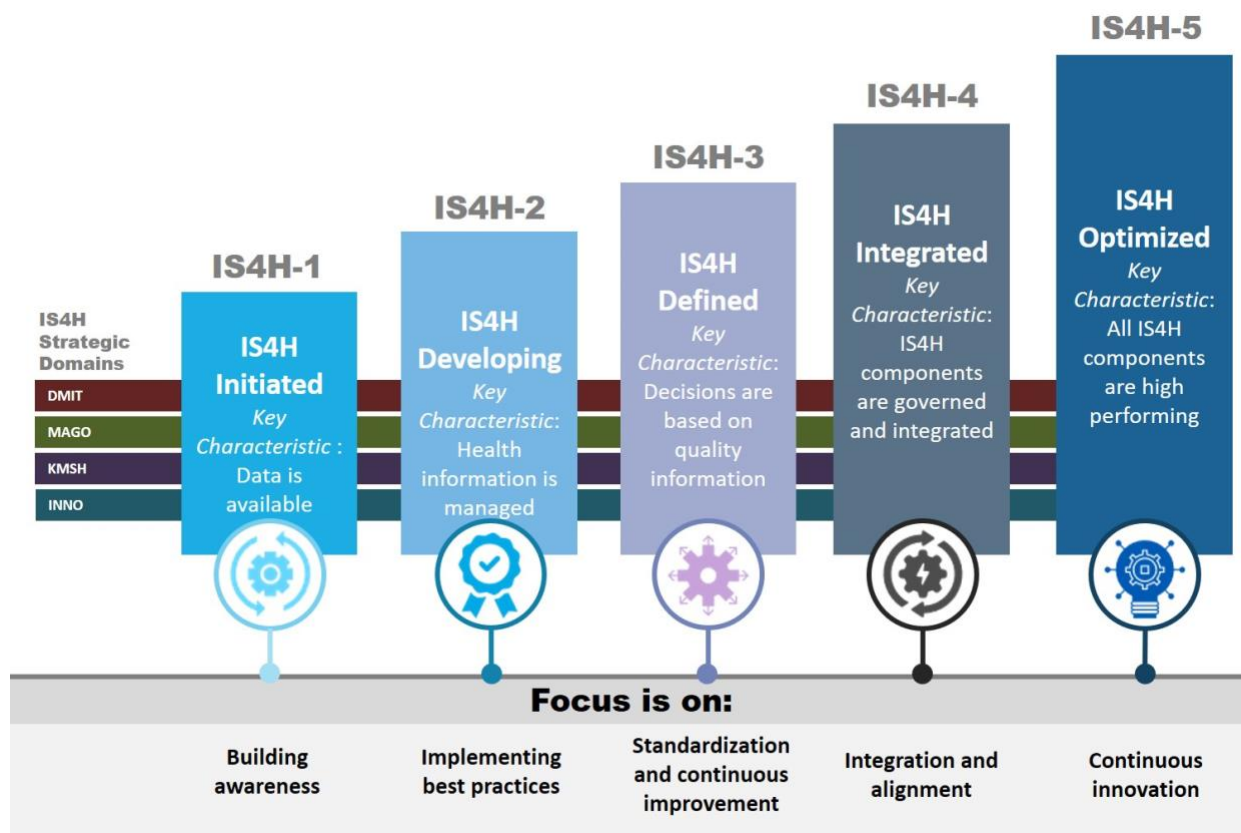 IS4H-1
IS4H-2
IS4H-3
IS4H-4
IS4H-5
IS4H
Strategic
Domains
DMIT
MAGO
KMSH
INNO
IS4H
Initiated
Key
Characteristic :
Data is
available
IS4H
Developing
Key
Characteristic:
Health
information is
managed
IS4H
Defined
Key
Characteristic:
Decisions are
based on
quality
information
IS4H
Integrated
Key
Characteristic:
IS4H
components
are governed
and integrated
IS4H
Optimized
Key
Characteristic:
All IS4H
components
are high
performing
Focus is on:
Building
awareness
Implementing
best practices
Standardization
and continuous
improvement
Integration and
alignment
Continuous
innovation